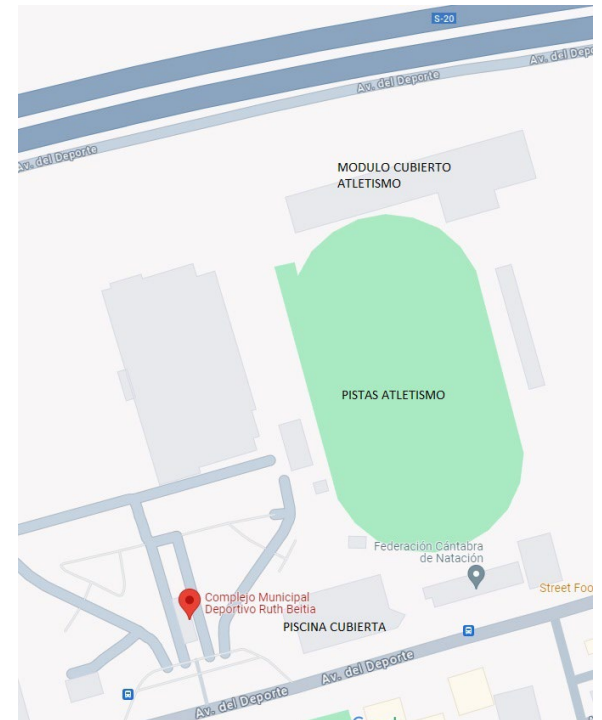 S-20
Av. del Deporte
Av. del Depo
Av. del Deporte
MODULO CUBIERTO
ATLETISMO
PISTAS ATLETISMO
Federación Cántabra
de Natación
Street Foo
Complejo Municipal
Deportivo Ruth Beitia
PISCINA CUBIERTA
Av. del Deporte
Av. del Deporte